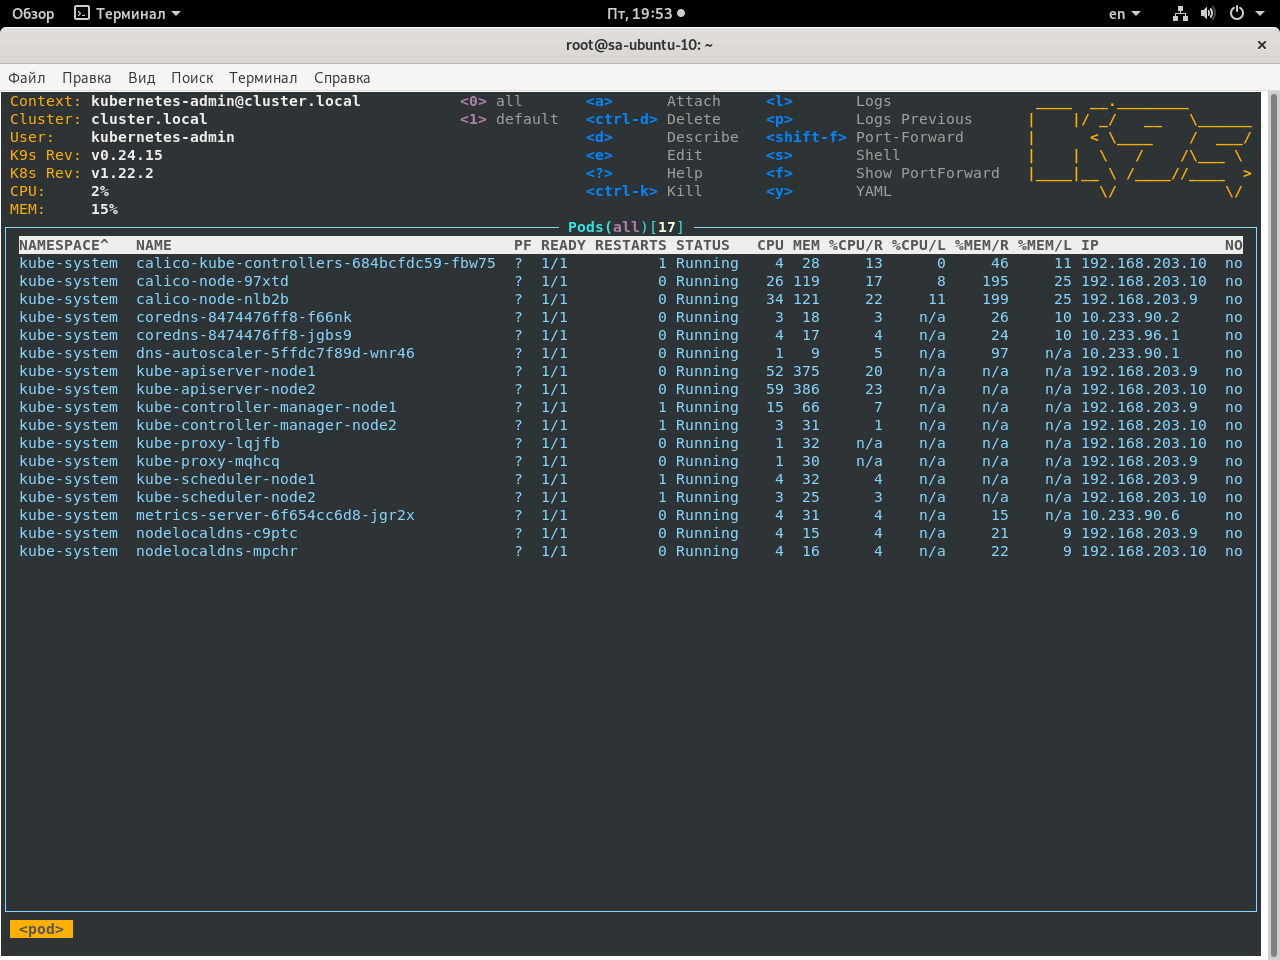 Обзор Терминал Пт, 19:53 en
root@sa-ubuntu-10: ~ ×
Файл Правка Вид Поиск Терминал Справка
Context: kubernetes-admin@cluster.local <0> all <a> Attach <l> Logs
Cluster: cluster.local <1> default <ctrl-d> Delete <p> Logs Previous
User: kubernetes-admin <d> Describe <shift-f> Port-Forward
K9s Rev: v0.24.15 <e> Edit <s> Shell
K8s Rev: v1.22.2 <?> Help <f> Show PortForward
CPU: 2% <ctrl-k> Kill <y> YAML
MEM: 15%
Pods(all)[17]
NAMESPACE^ NAME PF READY RESTARTS STATUS CPU MEM %CPU/R %CPU/L %MEM/R %MEM/L IP NO
kube-system calico-kube-controllers-684bcfdc59-fbw75 ? 1/1 1 Running 4 28 13 0 46 11 192.168.203.10 no
kube-system calico-node-97xtd ? 1/1 0 Running 26 119 17 8 195 25 192.168.203.10 no
kube-system calico-node-nlb2b ? 1/1 0 Running 34 121 22 11 199 25 192.168.203.9 no
kube-system coredns-8474476ff8-f66nk ? 1/1 0 Running 3 18 3 n/a 26 10 10.233.90.2 no
kube-system coredns-8474476ff8-jgbs9 ? 1/1 0 Running 4 17 4 n/a 24 10 10.233.96.1 no
kube-system dns-autoscaler-5ffdc7f89d-wnr46 ? 1/1 0 Running 1 9 5 n/a 97 n/a 10.233.90.1 no
kube-system kube-apiserver-node1 ? 1/1 0 Running 52 375 20 n/a n/a n/a 192.168.203.9 no
kube-system kube-apiserver-node2 ? 1/1 0 Running 59 386 23 n/a n/a n/a 192.168.203.10 no
kube-system kube-controller-manager-node1 ? 1/1 1 Running 15 66 7 n/a n/a n/a 192.168.203.9 no
kube-system kube-controller-manager-node2 ? 1/1 1 Running 3 31 1 n/a n/a n/a 192.168.203.10 no
kube-system kube-proxy-lqjfb ? 1/1 0 Running 1 32 n/a n/a n/a n/a 192.168.203.10 no
kube-system kube-proxy-mqhcq ? 1/1 0 Running 1 30 n/a n/a n/a n/a 192.168.203.9 no
kube-system kube-scheduler-node1 ? 1/1 1 Running 4 32 4 n/a n/a n/a 192.168.203.9 no
kube-system kube-scheduler-node2 ? 1/1 1 Running 3 25 3 n/a n/a n/a 192.168.203.10 no
kube-system metrics-server-6f654cc6d8-jgr2x ? 1/1 0 Running 4 31 4 n/a 15 n/a 10.233.90.6 no
kube-system nodelocaldns-c9ptc ? 1/1 0 Running 4 15 4 n/a 21 9 192.168.203.9 no
kube-system nodelocaldns-mpchr ? 1/1 0 Running 4 16 4 n/a 22 9 192.168.203.10 no
<pod>